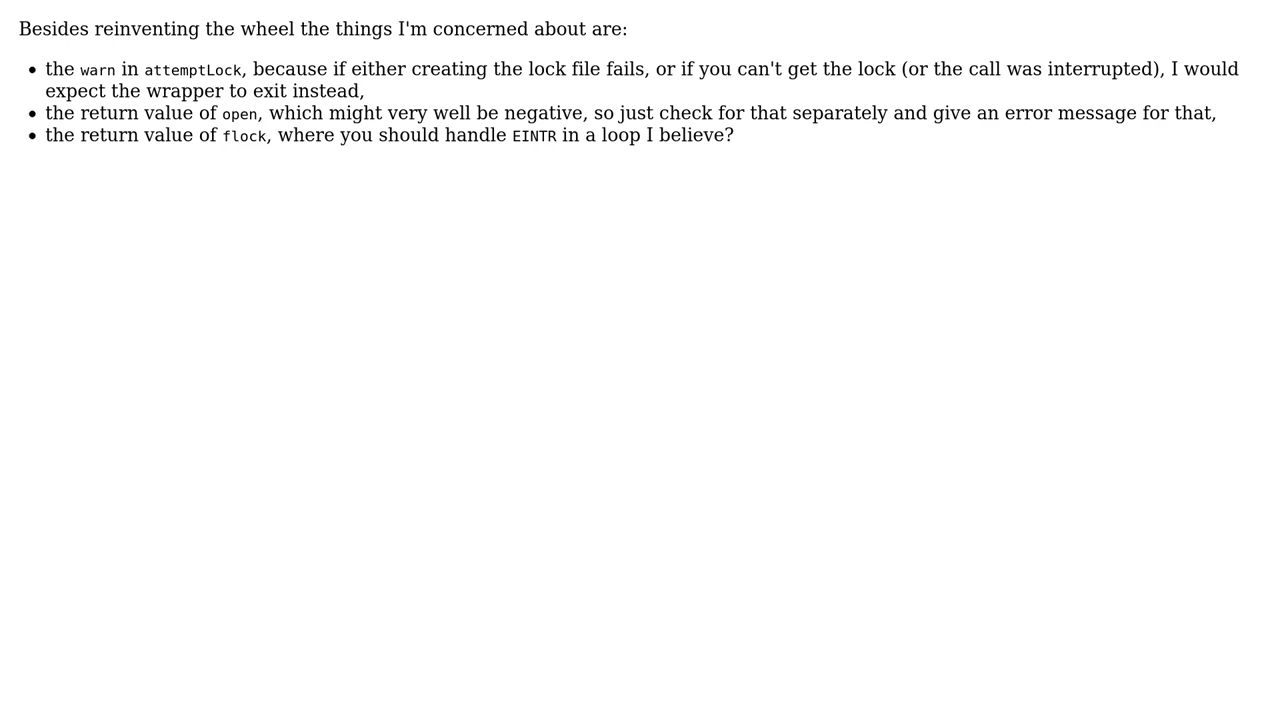 Besides reinventing the wheel the things I'm concerned about are:
• the warn in attemptLock, because if either creating the lock file fails, or if you can't get the lock (or the call was interrupted), I would
expect the wrapper to exit instead,
• the return value of open, which might very well be negative, so just check for that separately and give an error message for that,
• the return value of flock, where you should handle EINTR in a loop I believe?